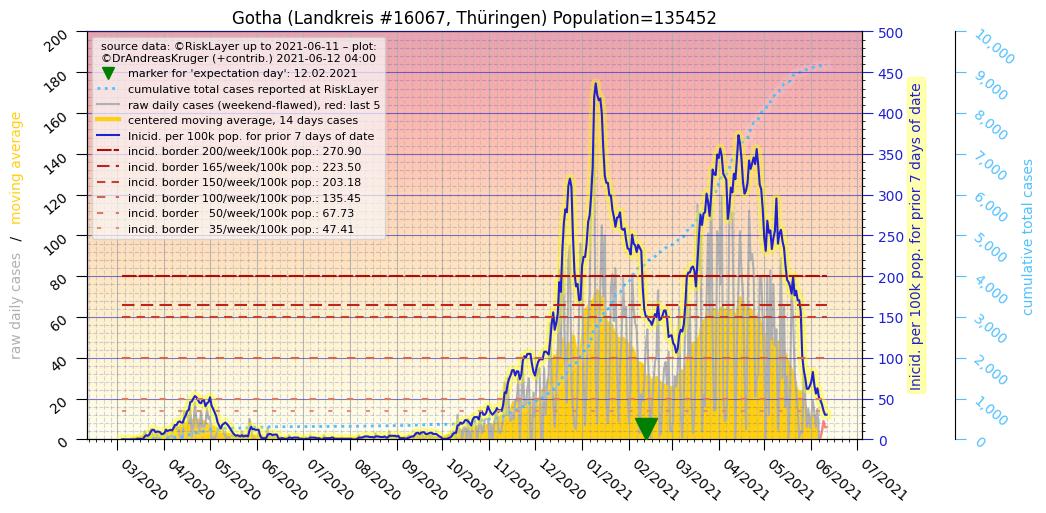 Gotha (Landkreis #16067, Thüringen) Population=135452
source data: ©RiskLayer up to 2021-06-11 – plot:
©DrAndreasKruger (+contrib.) 2021-06-12 04:00
marker for 'expectation day': 12.02.2021
cumulative total cases reported at RiskLayer
raw daily cases (weekend-flawed), red: last 5
centered moving average, 14 days cases
Inicid. per 100k pop. for prior 7 days of date
incid. border 200/week/100k pop.: 270.90
incid. border 165/week/100k pop.: 223.50
incid. border 150/week/100k pop.: 203.18
incid. border 100/week/100k pop.: 135.45
incid. border 50/week/100k pop.: 67.73
incid. border 35/week/100k pop.: 47.41
raw daily cases / moving average
200
180
160
140
120
100
80
60
40
20
0
500
450
400
350
300
250
200
150
100
50
0
Inicid. per 100k pop. for prior 7 days of date
10,000
9,000
8,000
7,000
6,000
5,000
4,000
3,000
2,000
1,000
0
cumulative total cases
03/2020
04/2020
05/2020
06/2020
07/2020
08/2020
09/2020
10/2020
11/2020
12/2020
01/2021
02/2021
03/2021
04/2021
05/2021
06/2021
07/2021